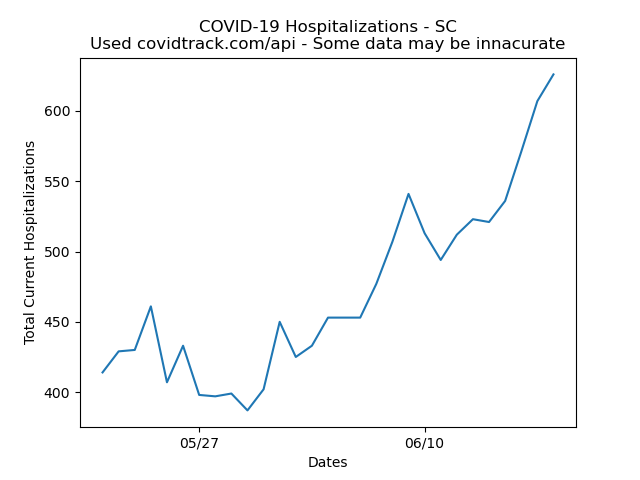 COVID-19 Hospitalizations - SC
Used covidtrack.com/api - Some data may be innacurate
600
550
500
450
400
Total Current Hospitalizations
05/27
06/10
Dates